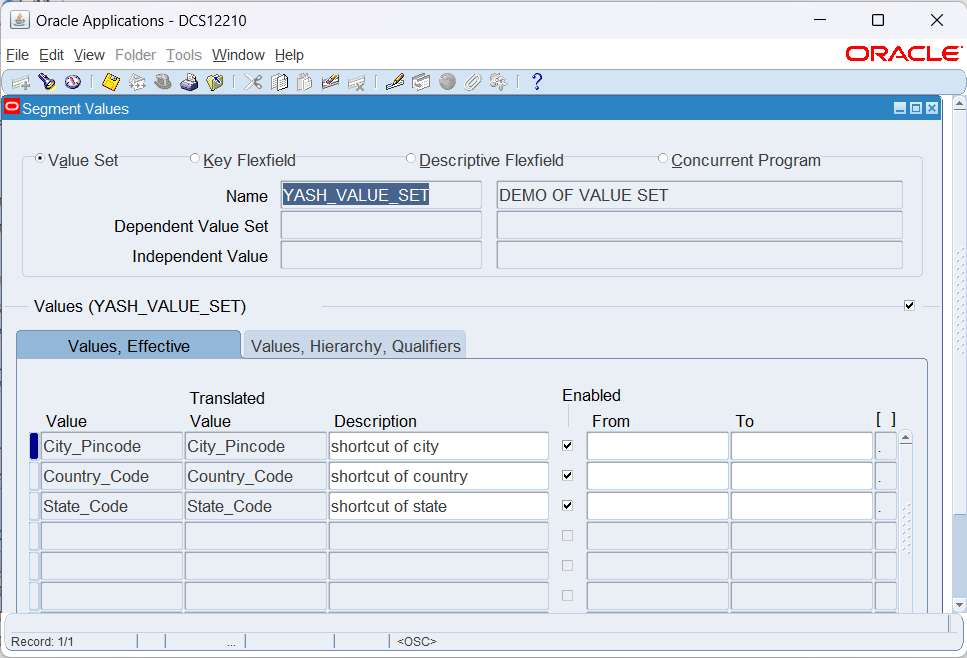 Oracle Applications - DCS12210
File Edit View Folder Tools Window Help
ORACLE
Segment Values
Value Set Key Flexfield Descriptive Flexfield Concurrent Program
Name YASH_VALUE_SET DEMO OF VALUE SET
Dependent Value Set
Independent Value
Values (YASH_VALUE_SET)
Values, Effective Values, Hierarchy, Qualifiers
Value Translated Value Description Enabled From To [ ]
City_Pincode City_Pincode shortcut of city .
Country_Code Country_Code shortcut of country .
State_Code State_Code shortcut of state .
Record: 1/1 ... <OSC>